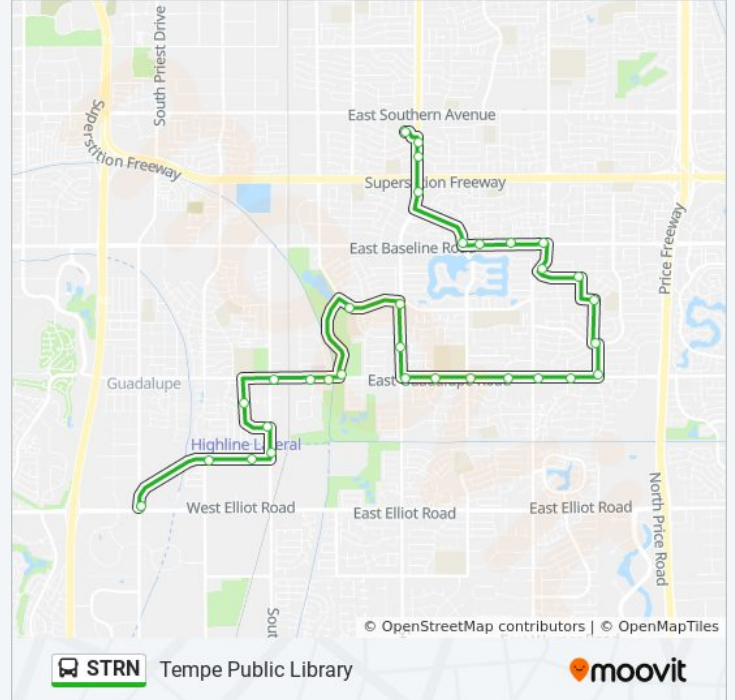 South Priest Drive
East Southern Avenue
Superstition Freeway
Superstition Freeway
East Baseline Road
Price Freeway
Guadalupe
East Guadalupe Road
Highline Lateral
West Elliot Road
East Elliot Road
East Elliot Road
North Price Road
Sout
© OpenStreetMap contributors | © OpenMapTiles
STRN Tempe Public Library
moovit